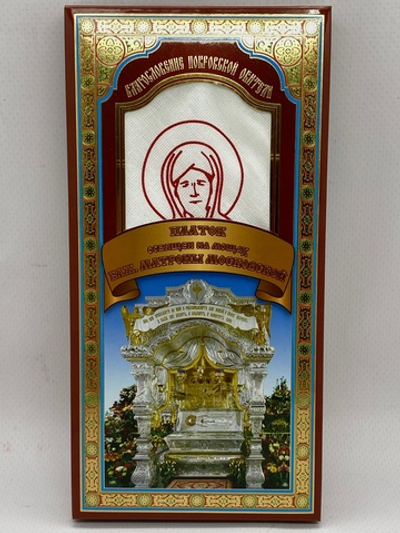 БЛАГОСЛОВЕНИЕ ПОКРОВСКОЙ ОБИТЕЛИ
ПЛАТОК
ОСВЯЩЕН НА МОЩАХ
БЛЖ. МАТРОНЫ МОСКОВСКОЙ